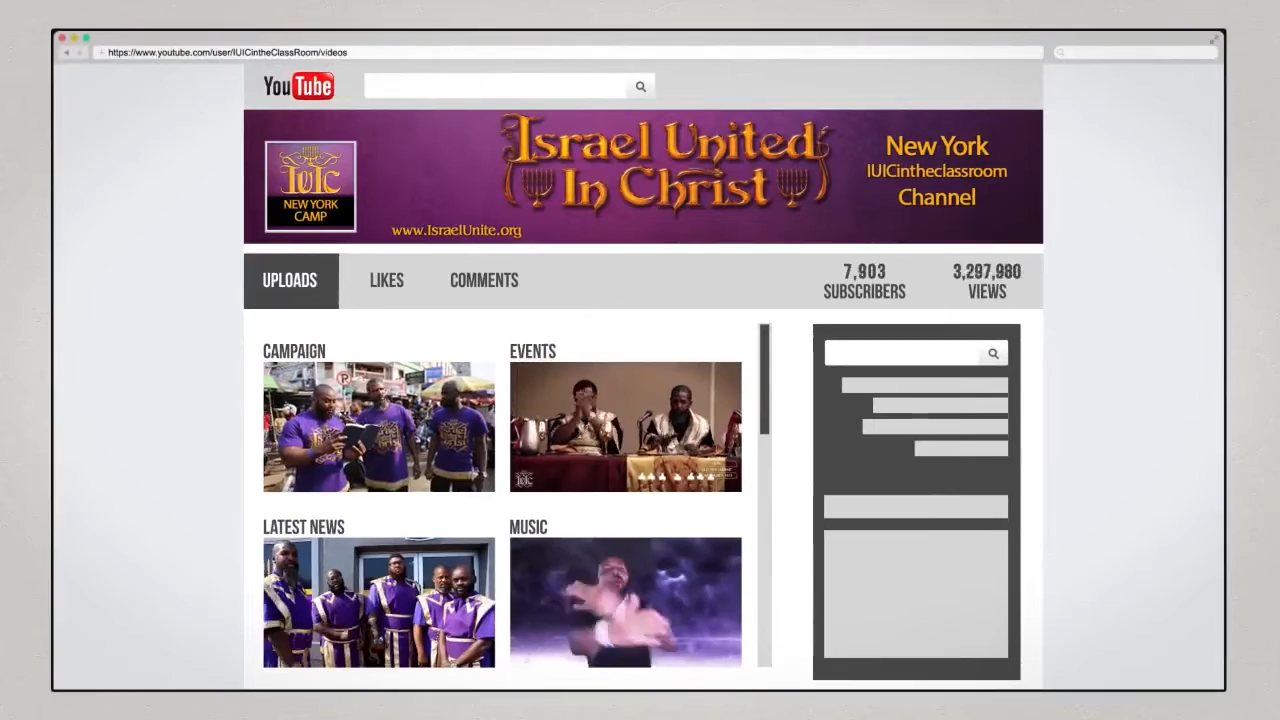 https://www.youtube.com/user/IUICintheClassRoom/videos
YouTube
Israel United
In Christ
New York
IUICintheclassroom
Channel
IUIC
NEW YORK
CAMP
www.IsraelUnite.org
UPLOADS
LIKES
COMMENTS
7,903
SUBSCRIBERS
3,297,980
VIEWS
CAMPAIGN
EVENTS
LATEST NEWS
MUSIC